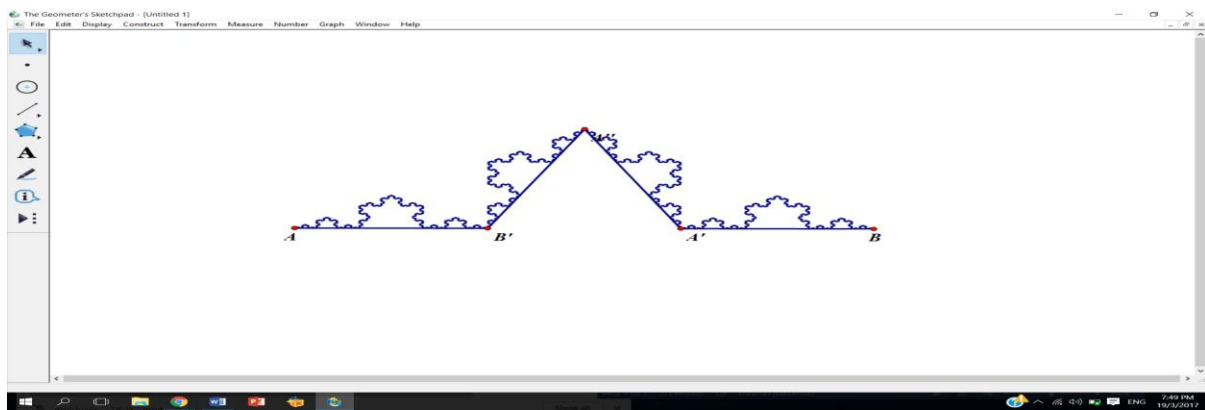 The Geometer's Sketchpad - [Untitled 1]
File Edit Display Construct Transform Measure Number Graph Window Help
A
A''
A B' A' B
7:49 PM
ENG
19/3/2017